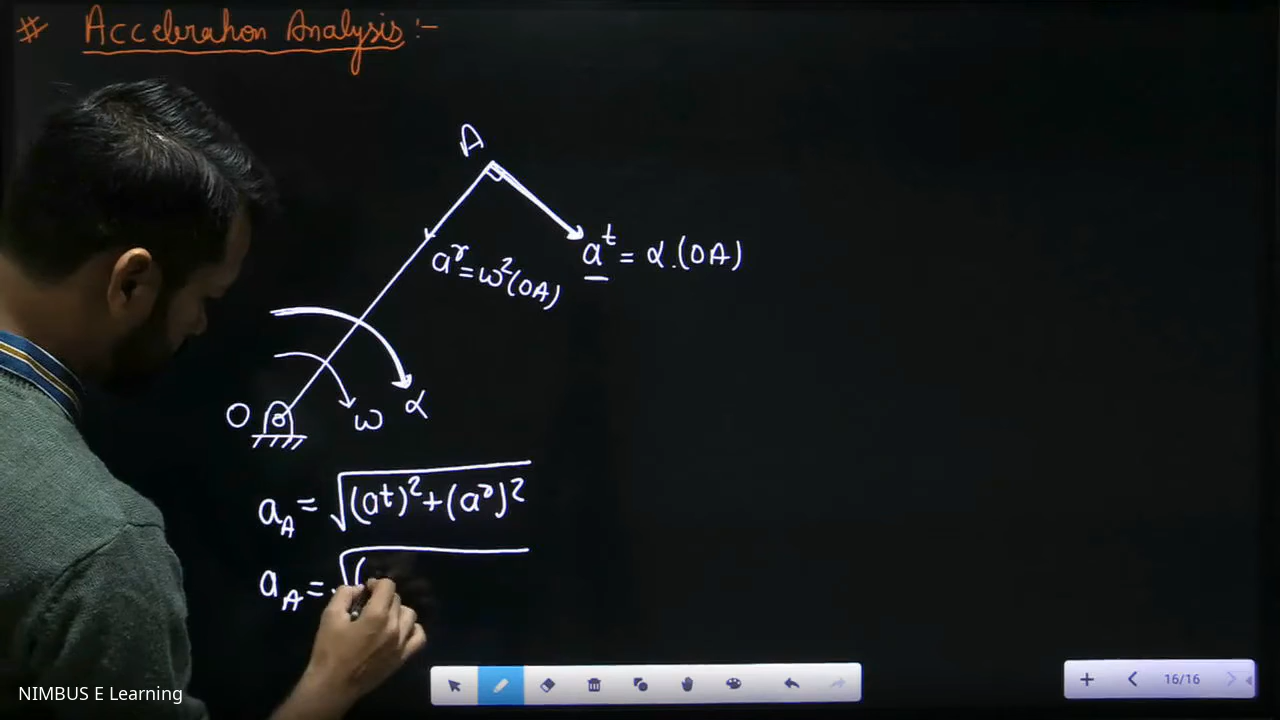 # Acceleration Analysis :-
A
a^t = α.(OA)
a^r = ω²(OA)
α
ω
O
a_A = √(a^t)² + (a^r)²
a_A = √(
NIMBUS E Learning
16/16